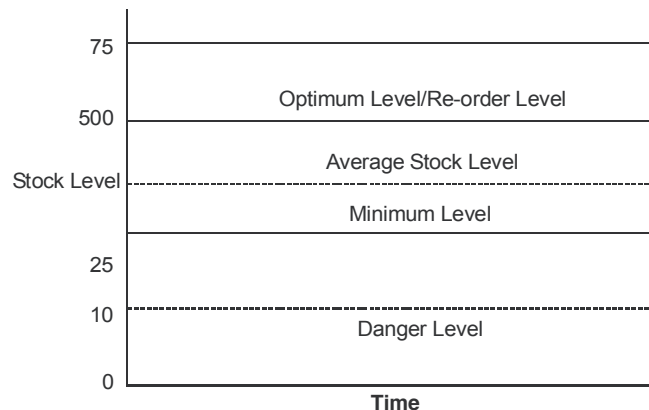 75
Optimum Level/Re-order Level
500
Average Stock Level
Stock Level
Minimum Level
25
10
Danger Level
0
Time